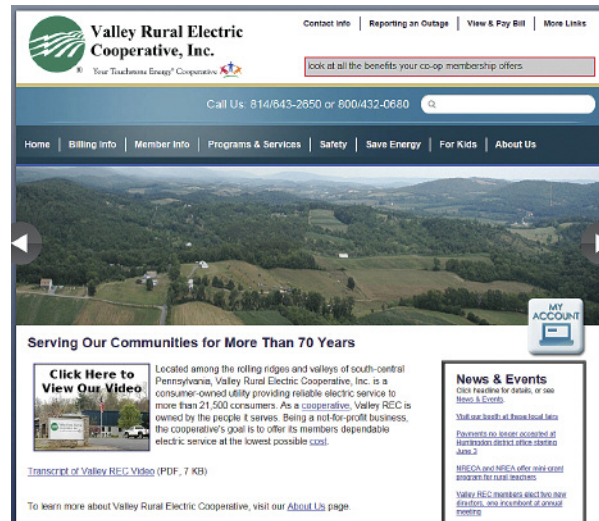 Valley Rural Electric
Cooperative, Inc.
Your Touchstone Energy® Cooperative
®
Contact Info
Reporting an Outage
View & Pay Bill
More Links
look at all the benefits your co-op membership offers.
Call Us: 814/643-2650 or 800/432-0680
Home
Billing Info
Member Info
Programs & Services
Safety
Save Energy
For Kids
About Us
MY
ACCOUNT
Serving Our Communities for More Than 70 Years
Click Here to
View Our Video
Located among the rolling ridges and valleys of south-central
Pennsylvania, Valley Rural Electric Cooperative, Inc. is a
consumer-owned utility providing reliable electric service to
more than 21,500 consumers. As a cooperative, Valley REC is
owned by the people it serves. Being a not-for-profit business,
the cooperative's goal is to offer its members dependable
electric service at the lowest possible cost.
Transcript of Valley REC Video (PDF, 7 KB)
To learn more about Valley Rural Electric Cooperative, visit our About Us page.
News & Events
Click headline for details, or see
News & Events.
Visit our booth at these local fairs
Payments no longer accepted at
Huntingdon district office starting
June 3
NRECA and NREA offer mini-grant
program for rural teachers
Valley REC members elect two new
directors, one incumbent at annual
meeting